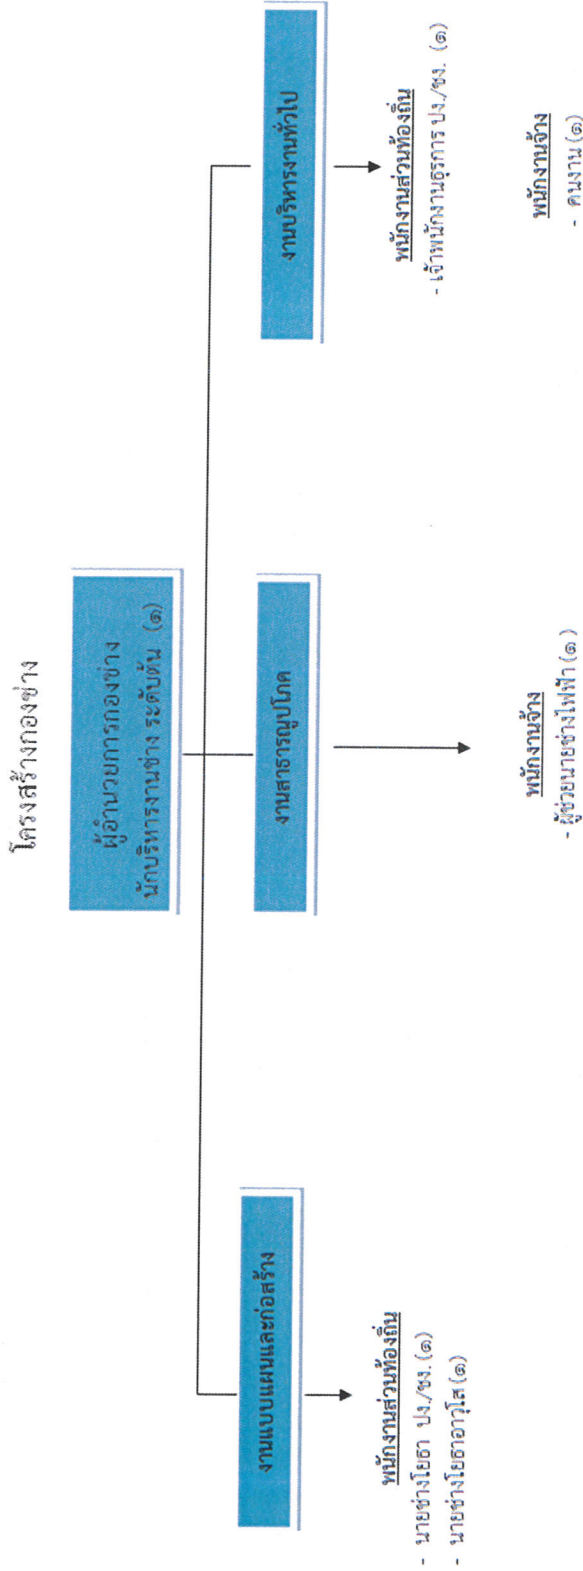 โครงสร้างกองช่าง
ผู้อำนวยการกองช่าง
นักบริหารงานช่าง ระดับต้น (๑)
งานแบบแผนและก่อสร้าง
พนักงานส่วนท้องถิ่น
- นายช่างโยธา ปง./ชง. (๑)
- นายช่างโยธาอาวุโส (๑)
งานสาธารณูปโภค
พนักงานจ้าง
- ผู้ช่วยนายช่างไฟฟ้า (๑ )
งานบริหารงานทั่วไป
พนักงานส่วนท้องถิ่น
- เจ้าพนักงานธุรการ ปง./ชง. (๑)
พนักงานจ้าง
- คนงาน (๑)